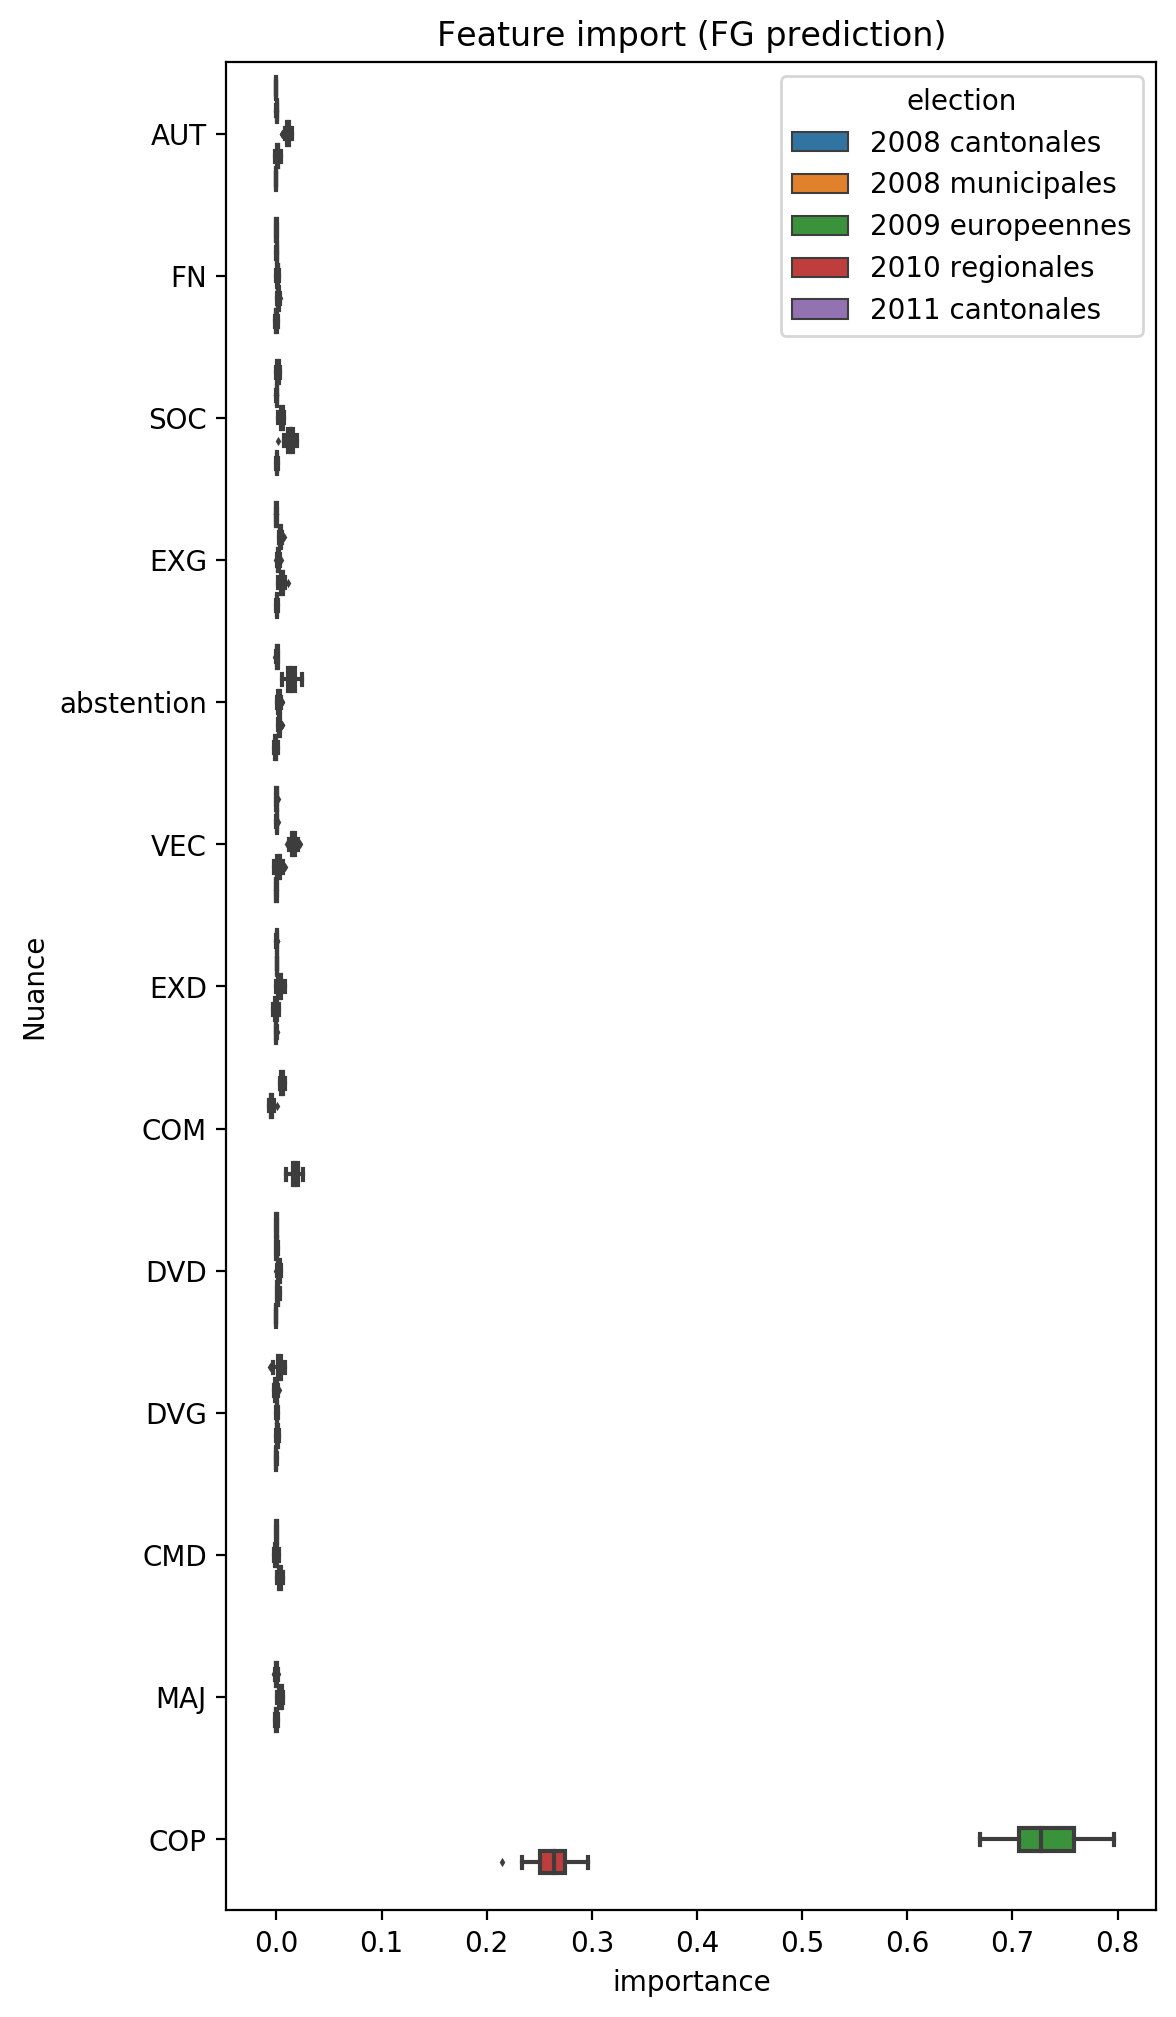 Feature import (FG prediction)
election
2008 cantonales
2008 municipales
2009 europeennes
2010 regionales
2011 cantonales
AUT
FN
SOC
EXG
abstention
VEC
EXD
COM
DVD
DVG
CMD
MAJ
COP
Nuance
0.0 0.1 0.2 0.3 0.4 0.5 0.6 0.7 0.8
importance